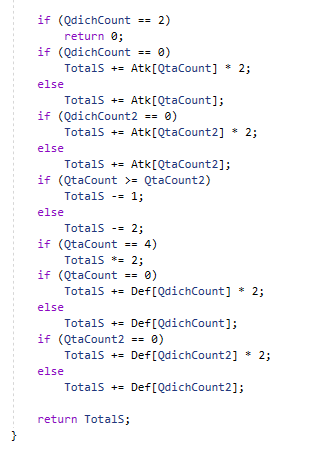 if (QdichCount == 2)
return 0;
if (QdichCount == 0)
TotalS += Atk[QtaCount] * 2;
else
TotalS += Atk[QtaCount];
if (QdichCount2 == 0)
TotalS += Atk[QtaCount2] * 2;
else
TotalS += Atk[QtaCount2];
if (QtaCount >= QtaCount2)
TotalS -= 1;
else
TotalS -= 2;
if (QtaCount == 4)
TotalS *= 2;
if (QtaCount == 0)
TotalS += Def[QdichCount] * 2;
else
TotalS += Def[QdichCount];
if (QtaCount2 == 0)
TotalS += Def[QdichCount2] * 2;
else
TotalS += Def[QdichCount2];
return TotalS;
}